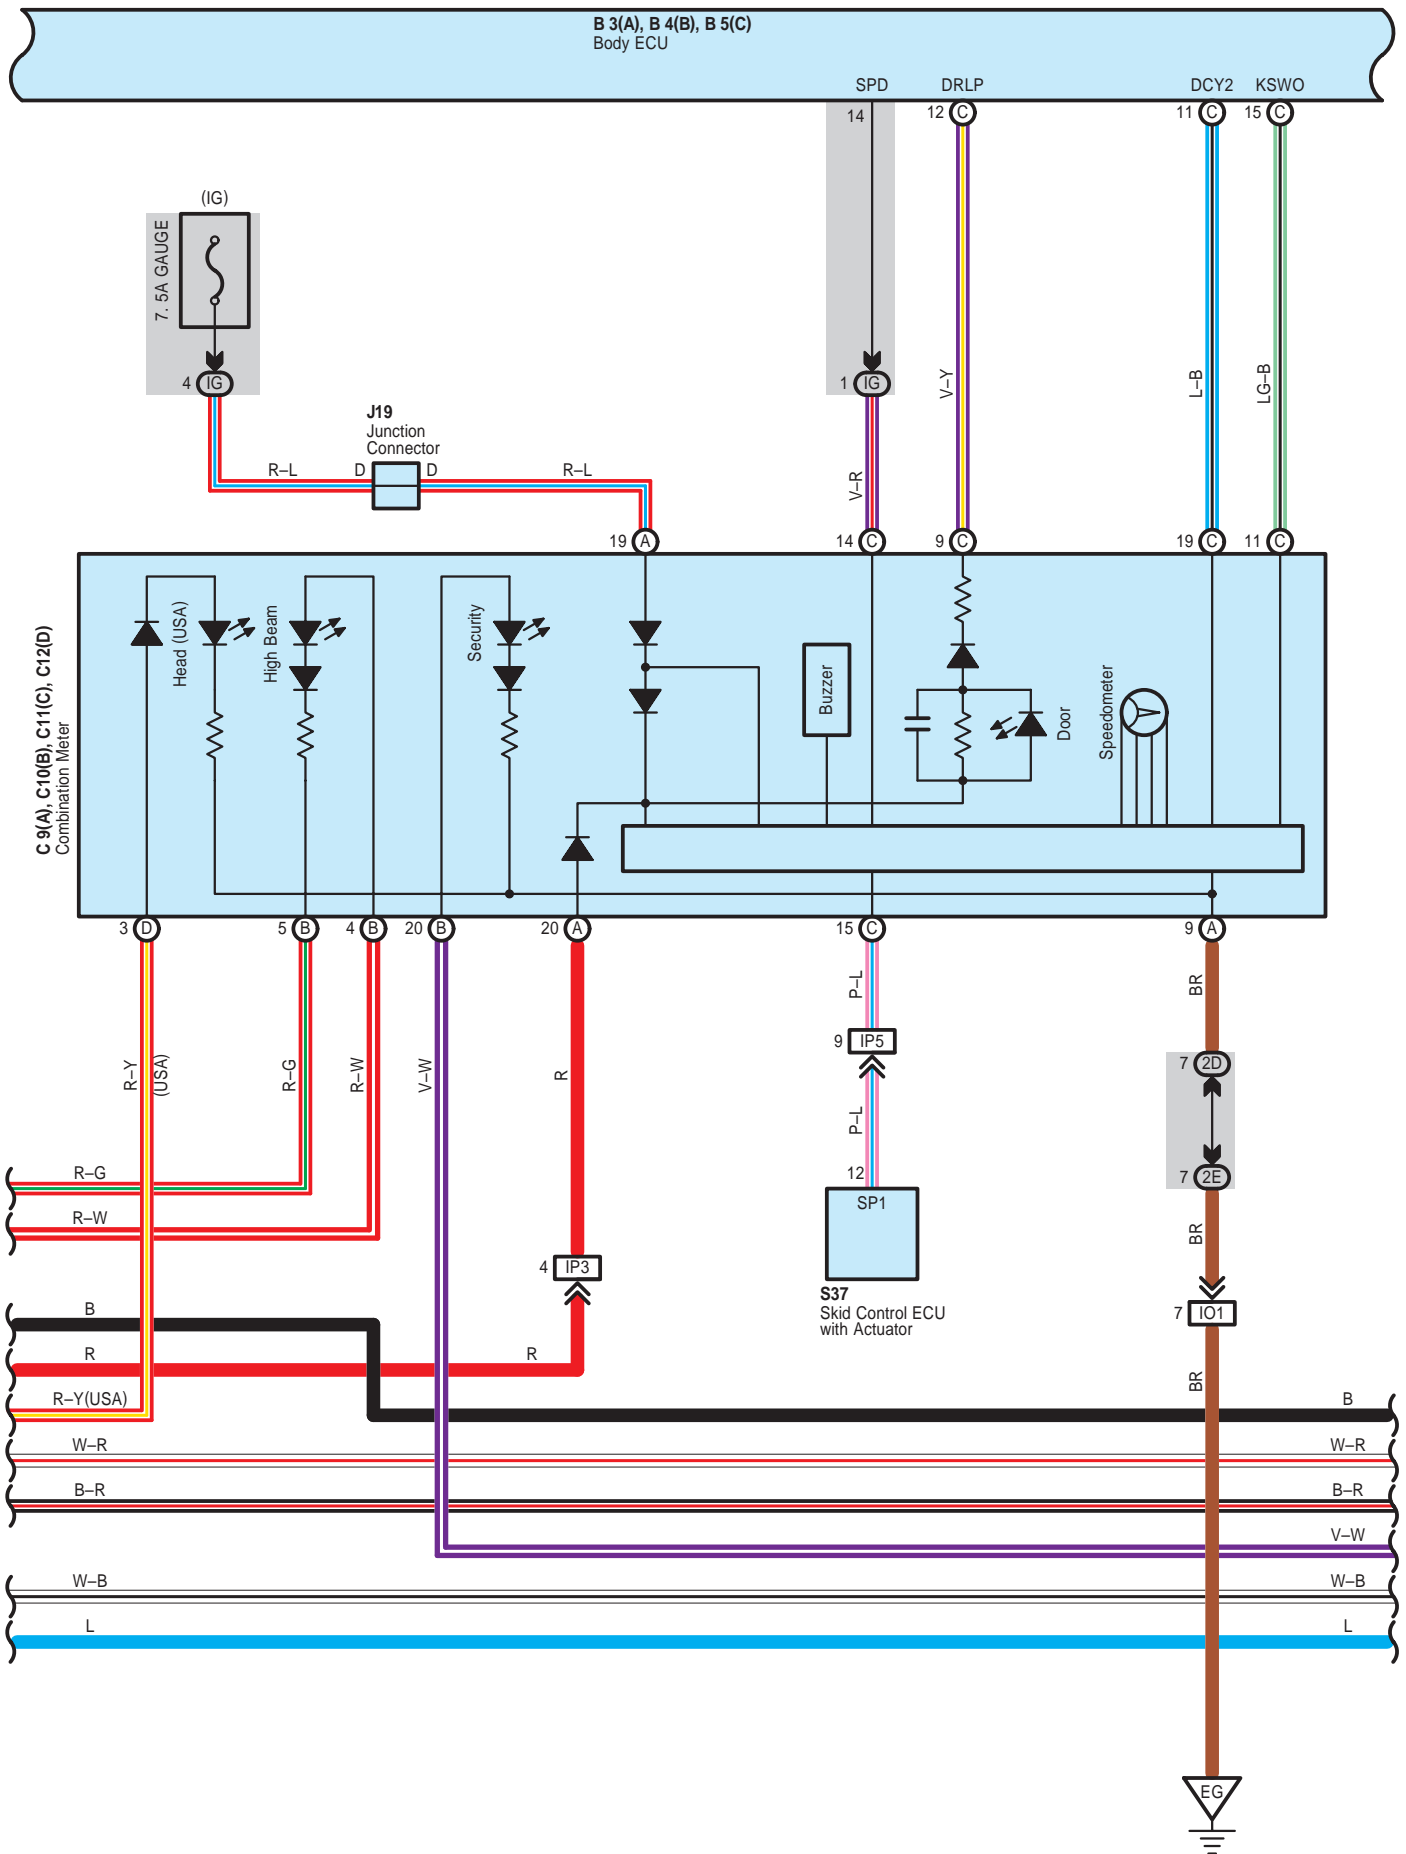 B 3(A), B 4(B), B 5(C)
Body ECU
SPD
DRLP
DCY2
KSWO
14
12 C
11 C
15 C
(IG)
7. 5A GAUGE
4 IG
1 IG
V–Y
L–B
LG–B
J19
Junction
Connector
R–L
D
D
R–L
V–R
19 A
14 C
9 C
19 C
11 C
C 9(A), C10(B), C11(C), C12(D)
Combination Meter
Head (USA)
High Beam
Security
Buzzer
Door
Speedometer
3 D
5 B
4 B
20 B
20 A
15 C
9 A
R–Y
(USA)
R–G
R–W
V–W
R
P–L
BR
9 IP5
7 2D
P–L
12
7 2E
R–G
R–W
SP1
BR
4 IP3
S37
Skid Control ECU
with Actuator
7 IO1
B
R
R
BR
R–Y(USA)
B
W–R
W–R
B–R
B–R
V–W
W–B
W–B
L
L
EG